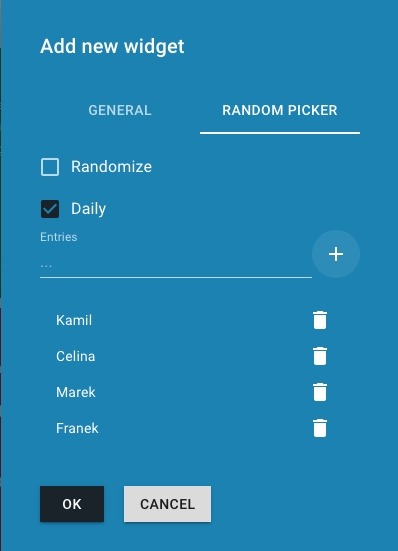 Add new widget
GENERAL RANDOM PICKER
Randomize
Daily
Entries
...
Kamil
Celina
Marek
Franek
OK CANCEL